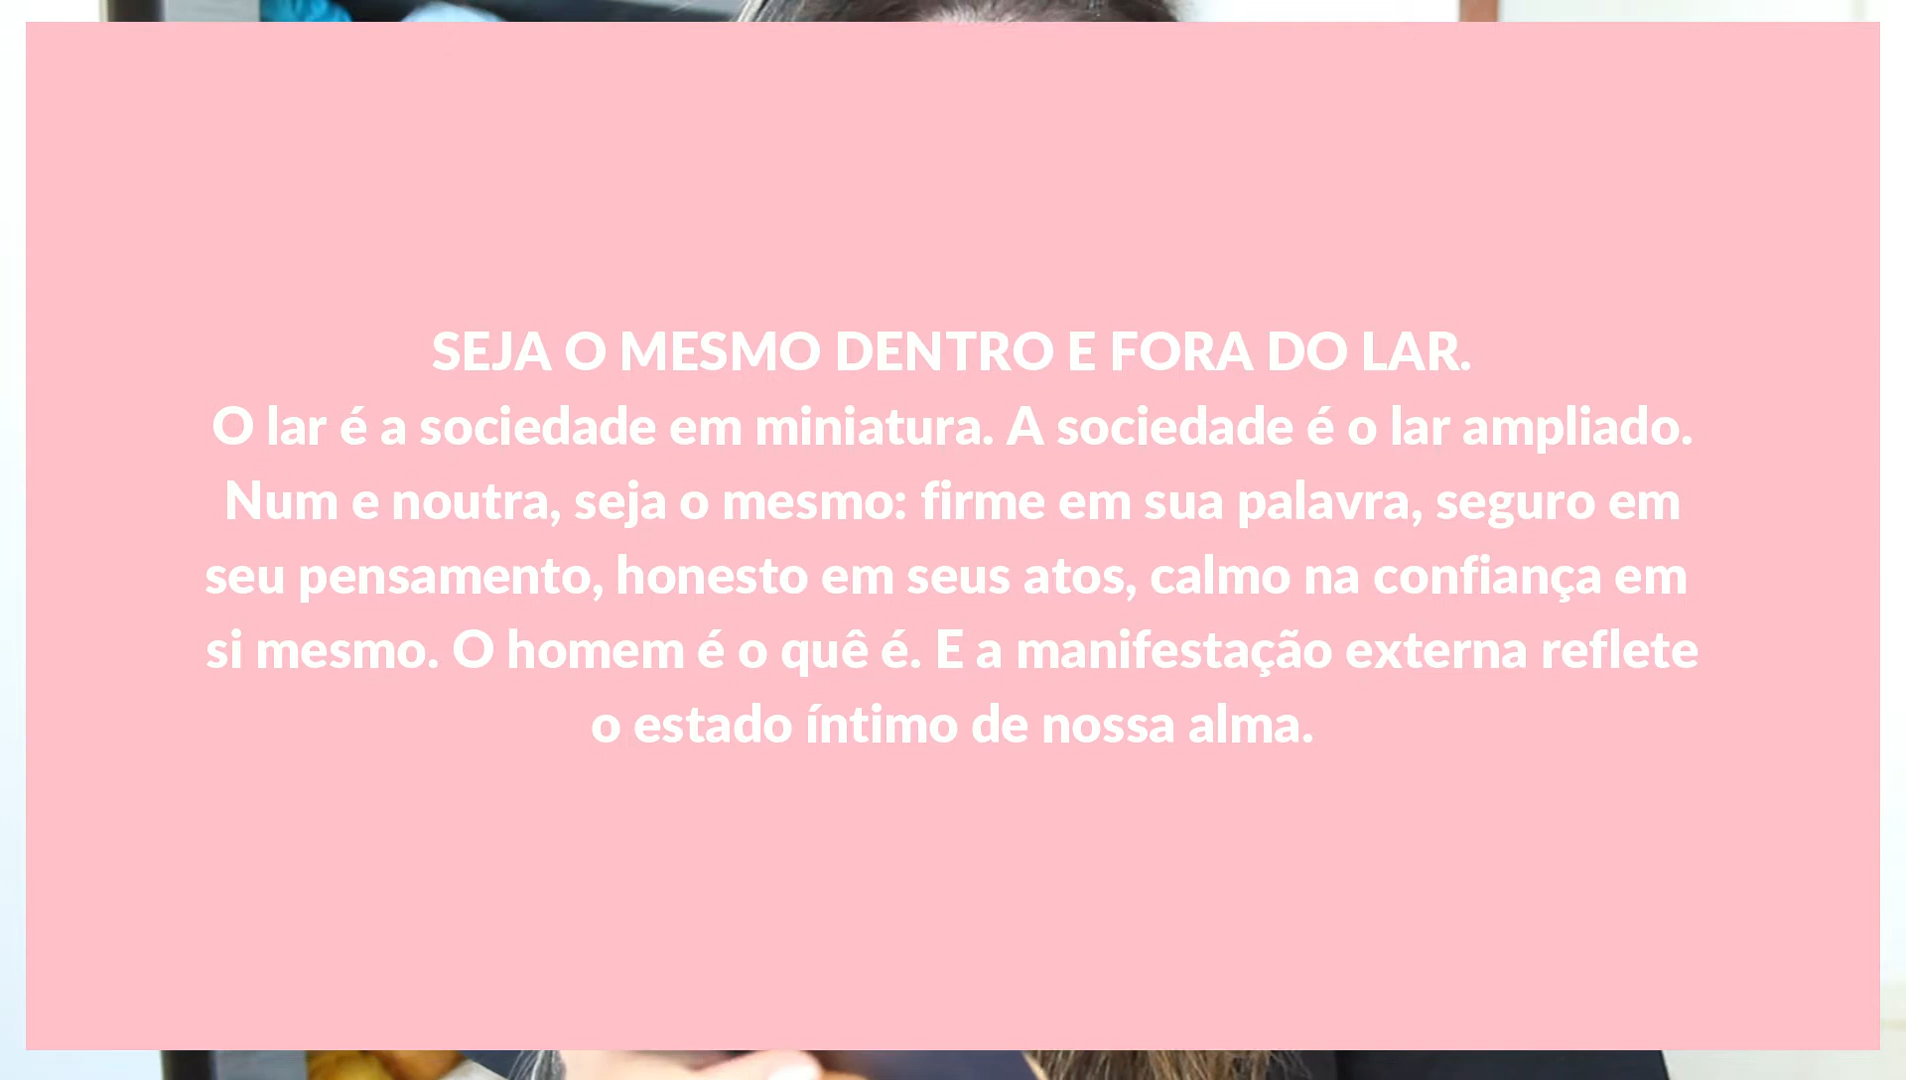 SEJA O MESMO DENTRO E FORA DO LAR.
O lar é a sociedade em miniatura. A sociedade é o lar ampliado.
Num e noutra, seja o mesmo: firme em sua palavra, seguro em
seu pensamento, honesto em seus atos, calmo na confiança em
si mesmo. O homem é o quê é. E a manifestação externa reflete
o estado íntimo de nossa alma.